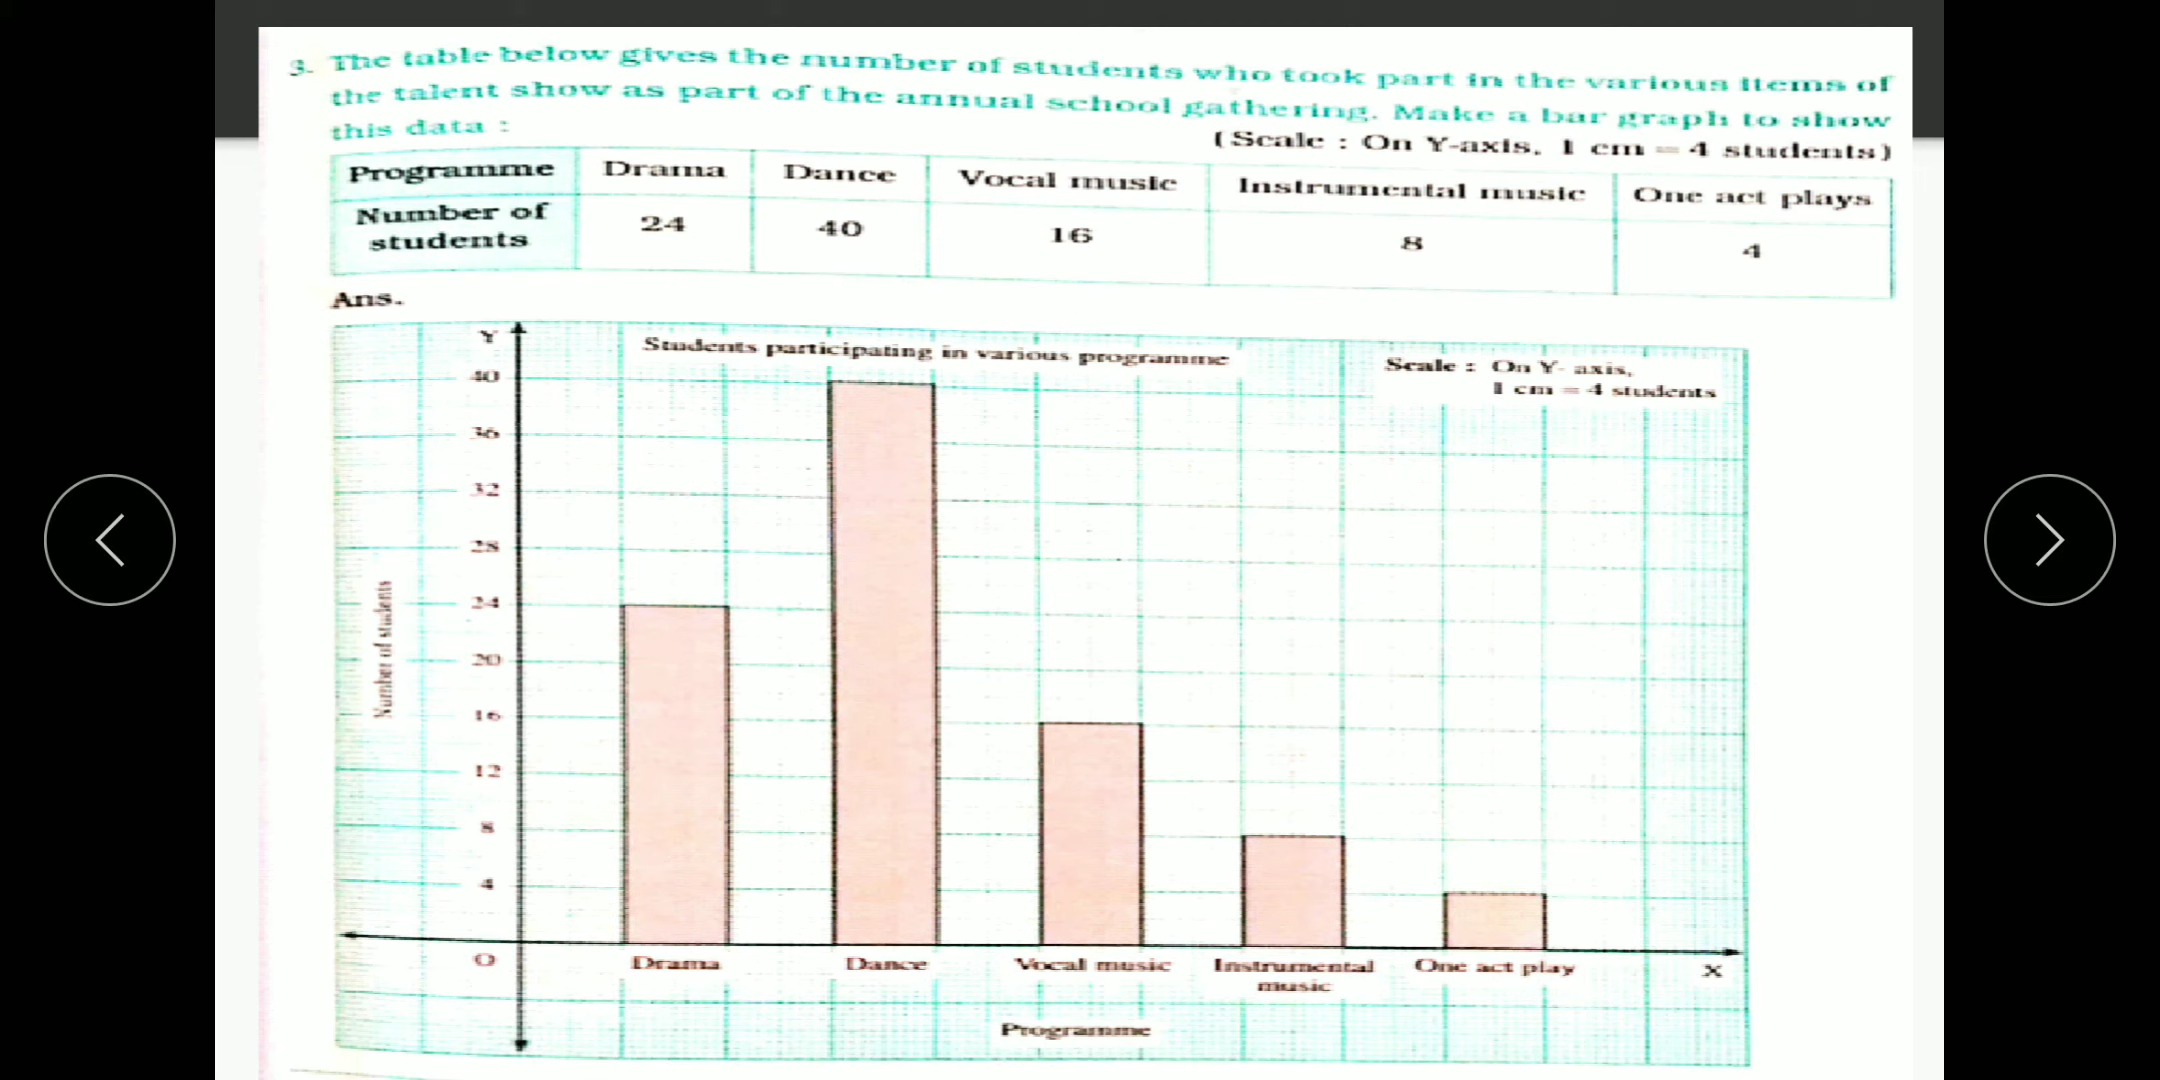 3. The table below gives the number of students who took part in the various items of
the talent show as part of the annual school gathering. Make a bar graph to show
this data :
(Scale : On Y-axis, 1 cm = 4 students)
Programme Drama Dance Vocal music Instrumental music One act plays
Number of
students 24 40 16 8 4
Ans.
Y
Students participating in various programme
Scale : On Y- axis,
1 cm = 4 students
40
36
32
28
24
20
16
12
8
4
Number of students
O Drama Dance Vocal music Instrumental
music One act play X
Programme